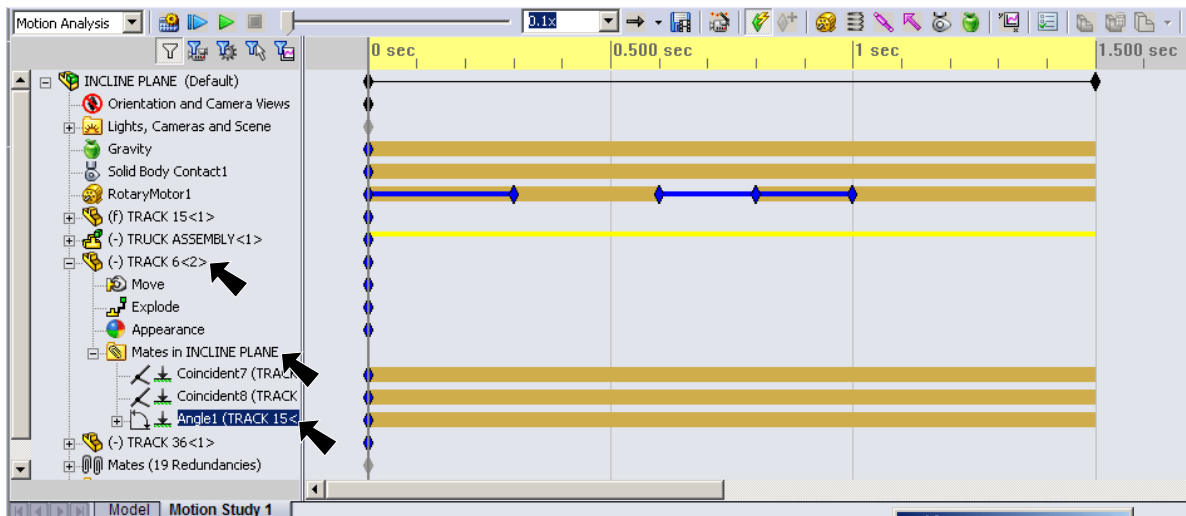 Motion Analysis 0.1x
0 sec 0.500 sec 1 sec 1.500 sec
INCLINE PLANE (Default)
Orientation and Camera Views
Lights, Cameras and Scene
Gravity
Solid Body Contact1
RotaryMotor1
(f) TRACK 15<1>
(-) TRUCK ASSEMBLY<1>
(-) TRACK 6<2>
Move
Explode
Appearance
Mates in INCLINE PLANE
Coincident7 (TRACK
Coincident8 (TRACK
Angle1 (TRACK 15<
(-) TRACK 36<1>
Mates (19 Redundancies)
Model Motion Study 1